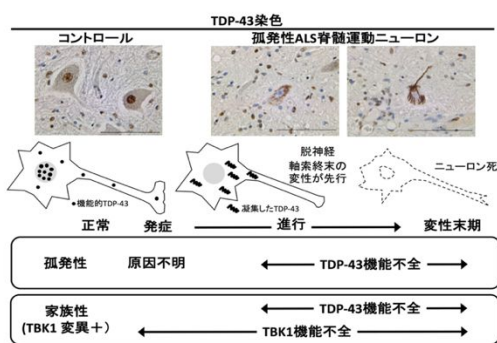 TDP-43染色
コントロール
孤発性ALS脊髄運動ニューロン
脱神経
軸索終末の
変性が先行
ニューロン死
•機能的TDP-43
凝集したTDP-43
正常
発症
進行
変性末期
孤発性
原因不明
TDP-43機能不全
家族性
(TBK1 変異+)
TDP-43機能不全
TBK1機能不全